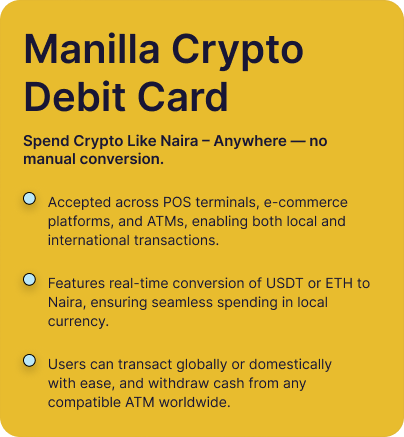 Manilla Crypto
Debit Card
Spend Crypto Like Naira – Anywhere — no
manual conversion.
Accepted across POS terminals, e-commerce
platforms, and ATMs, enabling both local and
international transactions.
Features real-time conversion of USDT or ETH to
Naira, ensuring seamless spending in local
currency.
Users can transact globally or domestically
with ease, and withdraw cash from any
compatible ATM worldwide.